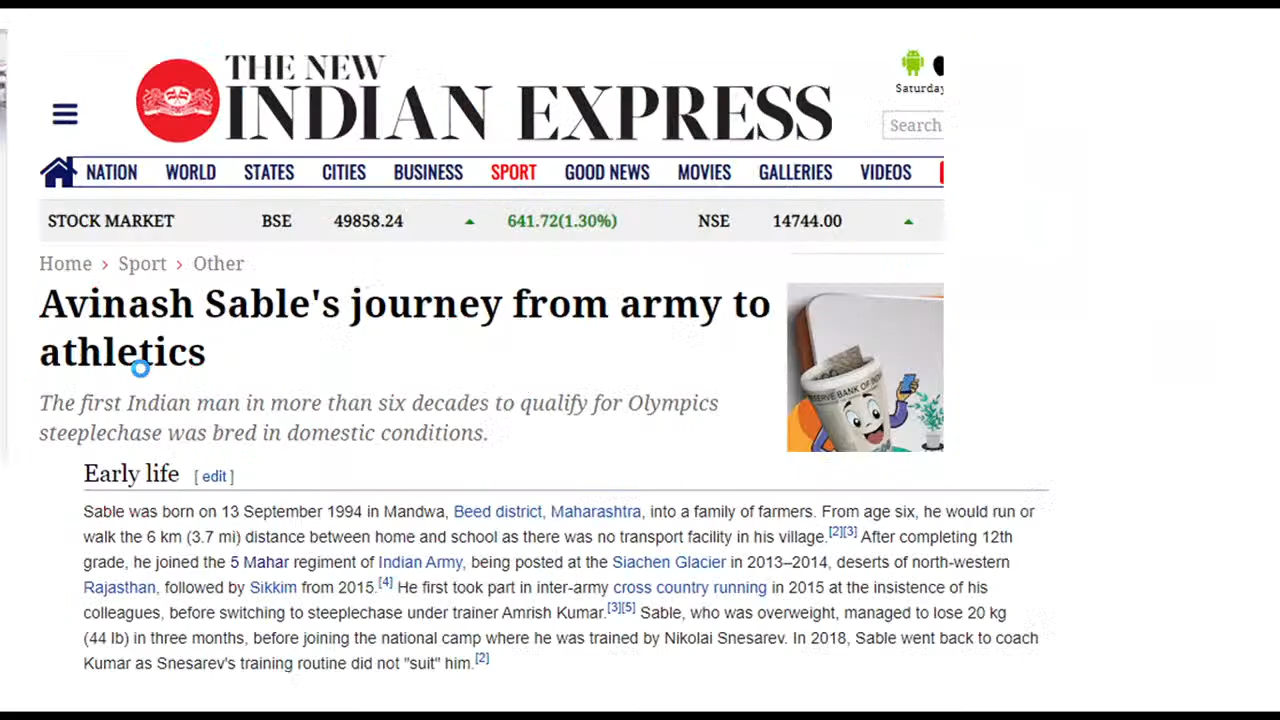 THE NEW
INDIAN EXPRESS
Saturday
Search
NATION WORLD STATES CITIES BUSINESS SPORT GOOD NEWS MOVIES GALLERIES VIDEOS
STOCK MARKET BSE 49858.24 641.72(1.30%) NSE 14744.00
Home > Sport > Other
Avinash Sable's journey from army to
athletics
The first Indian man in more than six decades to qualify for Olympics
steeplechase was bred in domestic conditions.
Early life [ edit ]
Sable was born on 13 September 1994 in Mandwa, Beed district, Maharashtra, into a family of farmers. From age six, he would run or
walk the 6 km (3.7 mi) distance between home and school as there was no transport facility in his village.[2][3] After completing 12th
grade, he joined the 5 Mahar regiment of Indian Army, being posted at the Siachen Glacier in 2013–2014, deserts of north-western
Rajasthan, followed by Sikkim from 2015.[4] He first took part in inter-army cross country running in 2015 at the insistence of his
colleagues, before switching to steeplechase under trainer Amrish Kumar.[3][5] Sable, who was overweight, managed to lose 20 kg
(44 lb) in three months, before joining the national camp where he was trained by Nikolai Snesarev. In 2018, Sable went back to coach
Kumar as Snesarev's training routine did not "suit" him.[2]